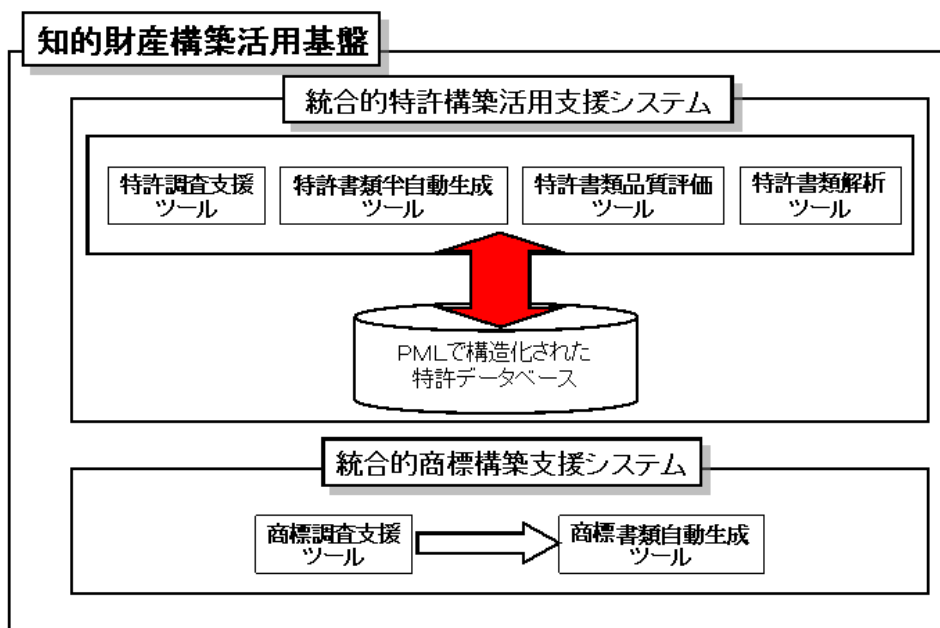 知的財産構築活用基盤
統合的特許構築活用支援システム
特許調査支援
ツール
特許書類半自動生成
ツール
特許書類品質評価
ツール
特許書類解析
ツール
PMLで構造化された
特許データベース
統合的商標構築支援システム
商標調査支援
ツール
商標書類自動生成
ツール